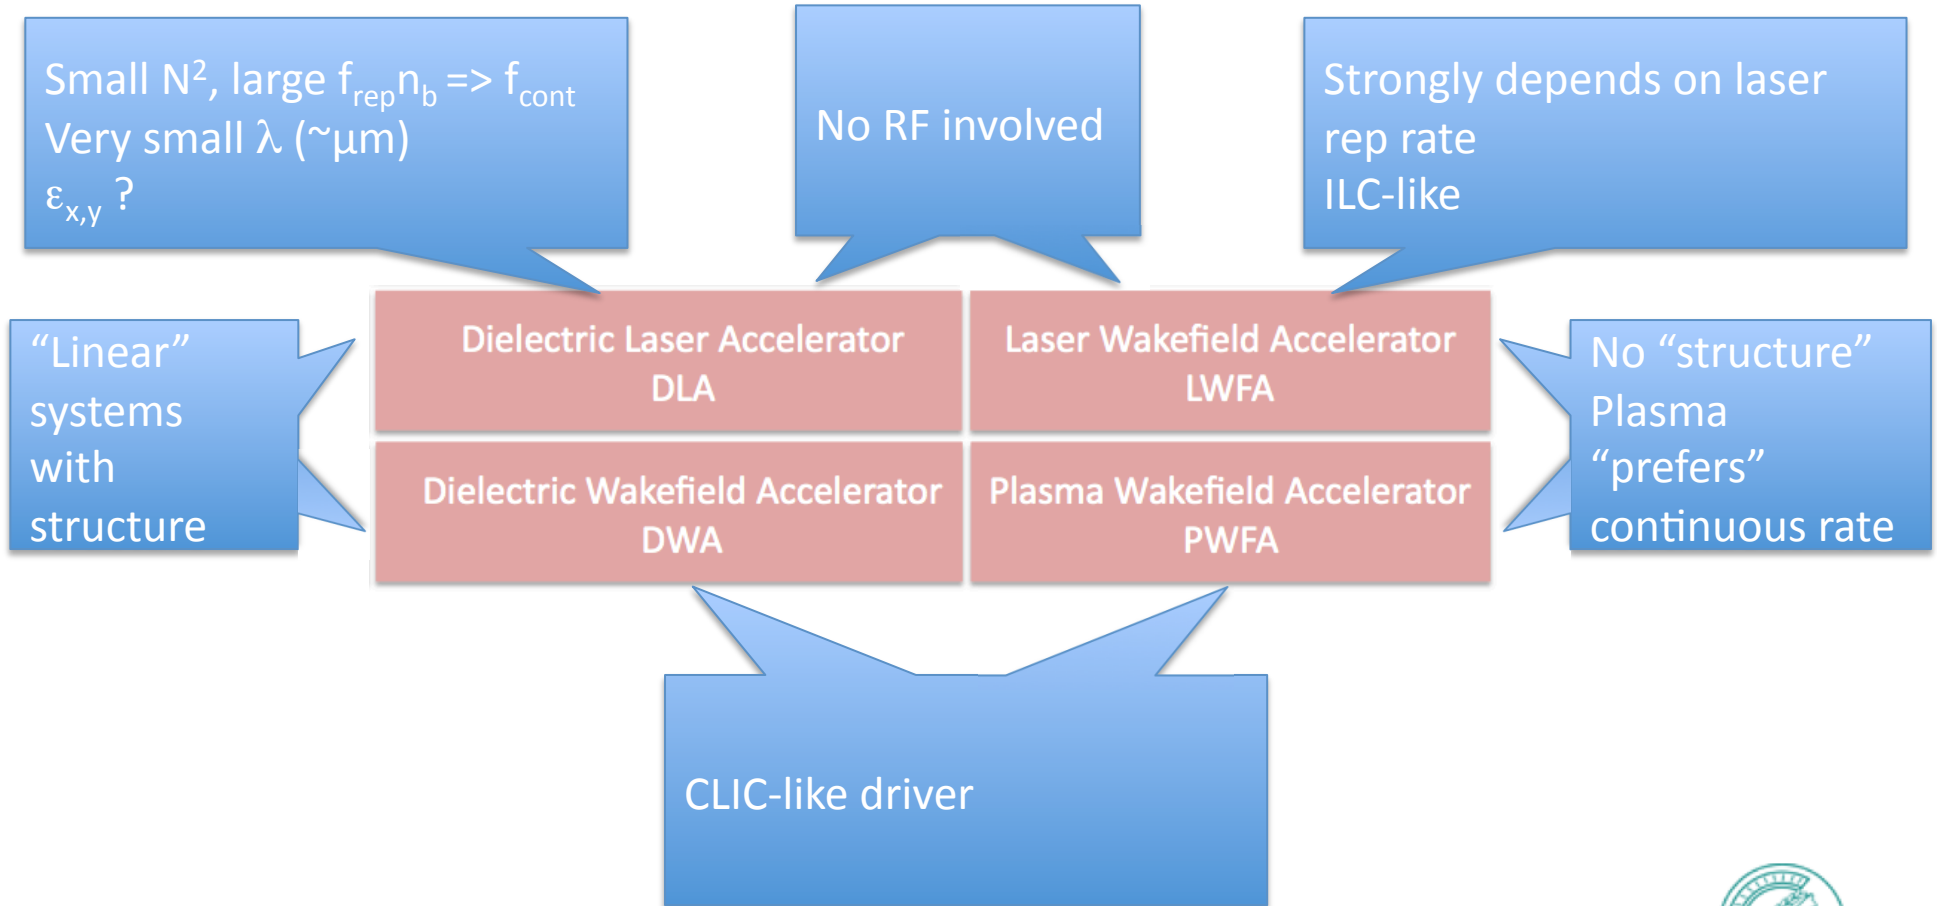 Small N², large f_rep n_b => f_cont
Very small λ (~μm)
ε_x,y ?
No RF involved
Strongly depends on laser
rep rate
ILC-like
“Linear”
systems
with
structure
Dielectric Laser Accelerator
DLA
Laser Wakefield Accelerator
LWFA
Dielectric Wakefield Accelerator
DWA
Plasma Wakefield Accelerator
PWFA
No “structure”
Plasma
“prefers”
continuous rate
CLIC-like driver